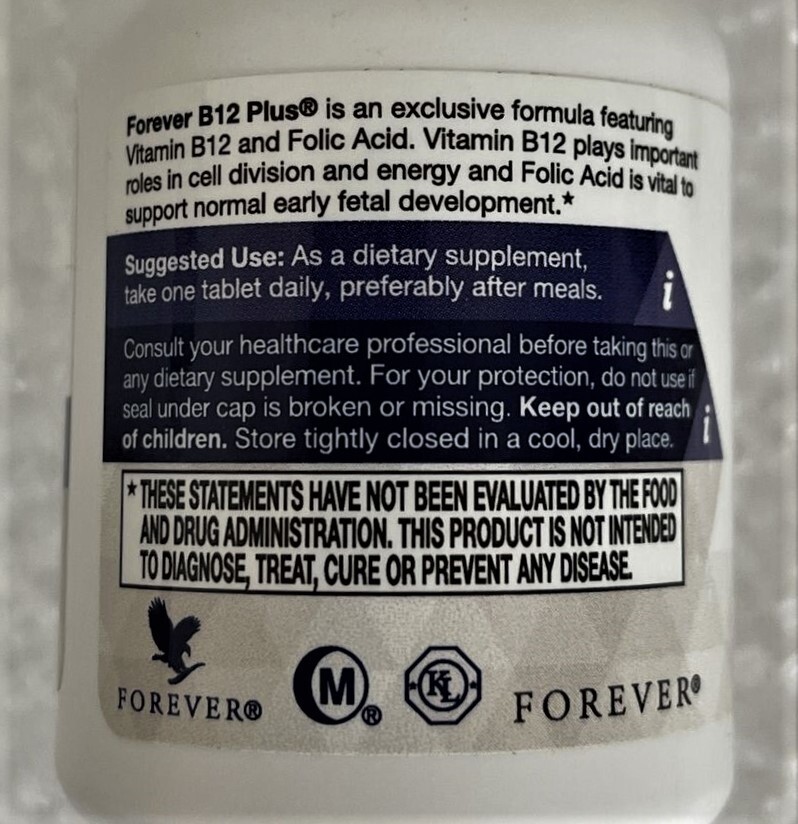 Forever B12 Plus® is an exclusive formula featuring
Vitamin B12 and Folic Acid. Vitamin B12 plays important
roles in cell division and energy and Folic Acid is vital to
support normal early fetal development.*
Suggested Use: As a dietary supplement,
take one tablet daily, preferably after meals.
i
Consult your healthcare professional before taking this or
any dietary supplement. For your protection, do not use if
seal under cap is broken or missing. Keep out of reach
of children. Store tightly closed in a cool, dry place.
i
* THESE STATEMENTS HAVE NOT BEEN EVALUATED BY THE FOOD
AND DRUG ADMINISTRATION. THIS PRODUCT IS NOT INTENDED
TO DIAGNOSE, TREAT, CURE OR PREVENT ANY DISEASE.
FOREVER® M® KL FOREVER®